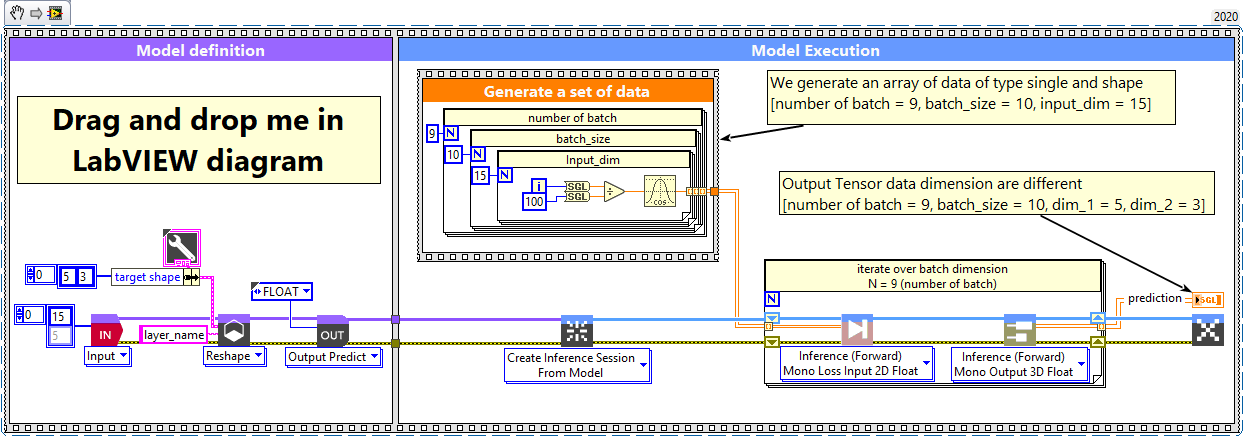 2020
Model definition
Model Execution
Drag and drop me in
LabVIEW diagram
Generate a set of data
number of batch
9
N
batch_size
10
N
Input_dim
15
N
i
SGL
100
SGL
÷
COS
We generate an array of data of type single and shape
[number of batch = 9, batch_size = 10, input_dim = 15]
Output Tensor data dimension are different
[number of batch = 9, batch_size = 10, dim_1 = 5, dim_2 = 3]
0
5 3
target shape
FLOAT
0
15
5
IN
layer_name
OUT
Input
Reshape
Output Predict
Create Inference Session
From Model
iterate over batch dimension
N = 9 (number of batch)
N
Inference (Forward)
Mono Loss Input 2D Float
Inference (Forward)
Mono Output 3D Float
prediction
SGL